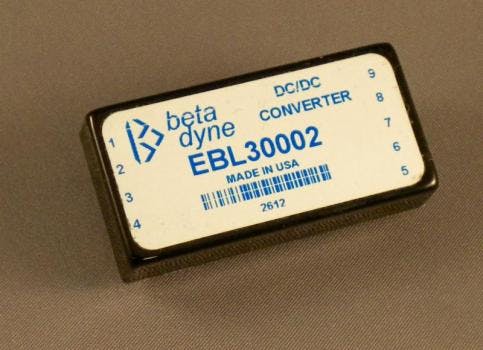 beta
dyne
DC/DC
CONVERTER
EBL30002
MADE IN USA
2612
1
2
3
4
9
8
7
6
5